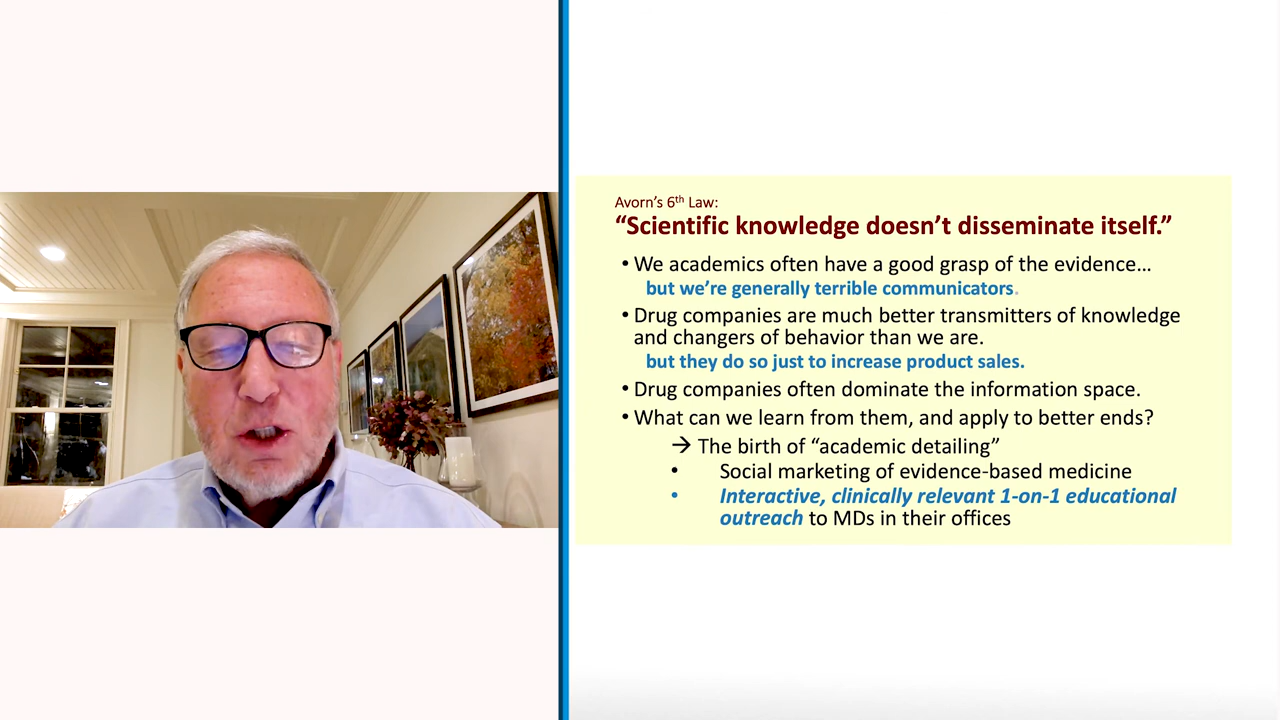 Avorn’s 6th Law:
“Scientific knowledge doesn’t disseminate itself.”
• We academics often have a good grasp of the evidence…
but we’re generally terrible communicators.
• Drug companies are much better transmitters of knowledge
and changers of behavior than we are.
but they do so just to increase product sales.
• Drug companies often dominate the information space.
• What can we learn from them, and apply to better ends?
→ The birth of “academic detailing”
• Social marketing of evidence-based medicine
• Interactive, clinically relevant 1-on-1 educational
outreach to MDs in their offices